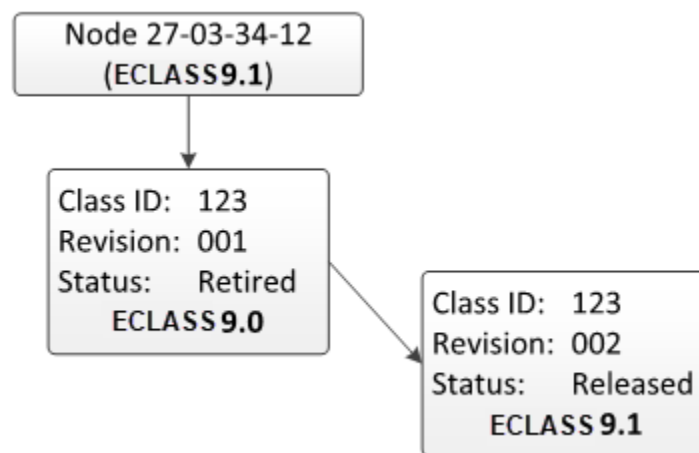 Node 27-03-34-12
(ECLASS 9.1)
Class ID: 123
Revision: 001
Status: Retired
ECLASS 9.0
Class ID: 123
Revision: 002
Status: Released
ECLASS 9.1